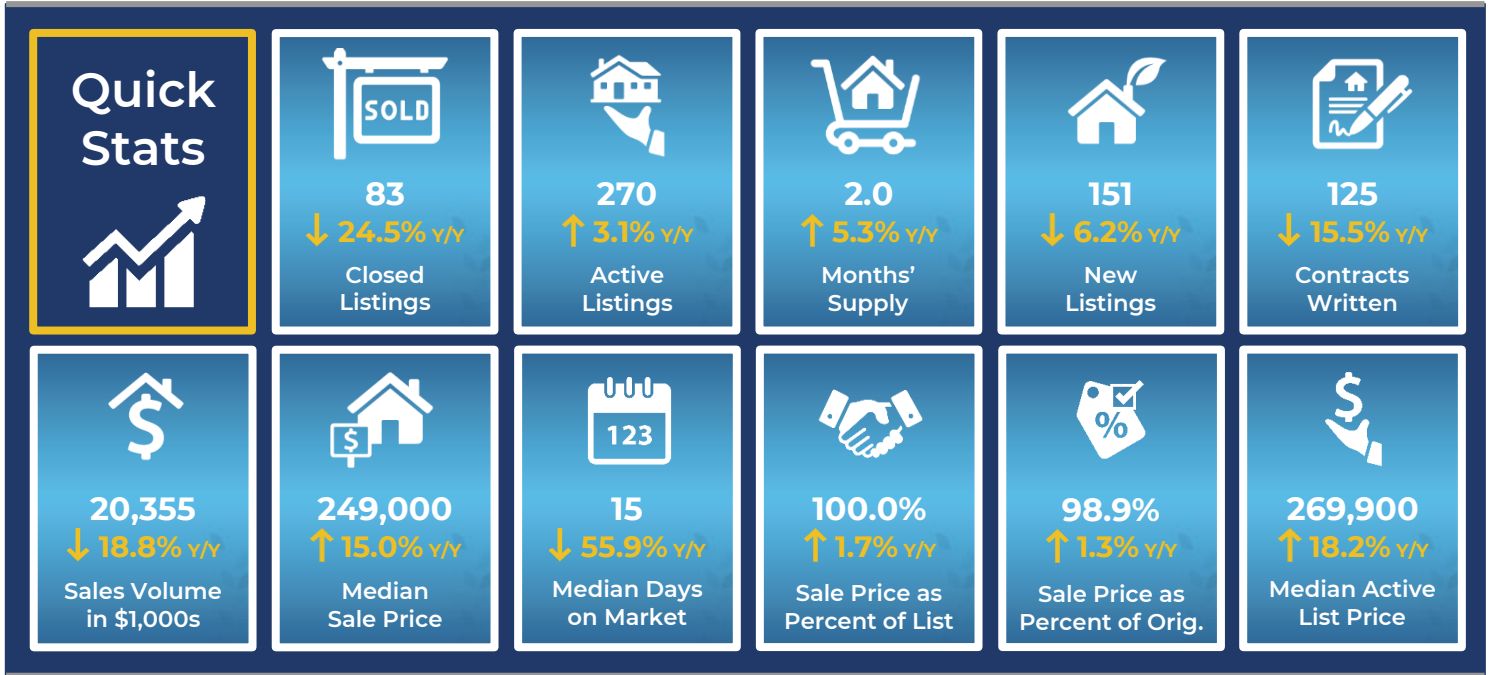 Quick
Stats
SOLD
83
↓ 24.5% Y/Y
Closed
Listings
270
↑ 3.1% Y/Y
Active
Listings
2.0
↑ 5.3% Y/Y
Months’
Supply
151
↓ 6.2% Y/Y
New
Listings
125
↓ 15.5% Y/Y
Contracts
Written
$
20,355
↓ 18.8% Y/Y
Sales Volume
in $1,000s
$
249,000
↑ 15.0% Y/Y
Median
Sale Price
123
15
↓ 55.9% Y/Y
Median Days
on Market
100.0%
↑ 1.7% Y/Y
Sale Price as
Percent of List
%
98.9%
↑ 1.3% Y/Y
Sale Price as
Percent of Orig.
$
269,900
↑ 18.2% Y/Y
Median Active
List Price